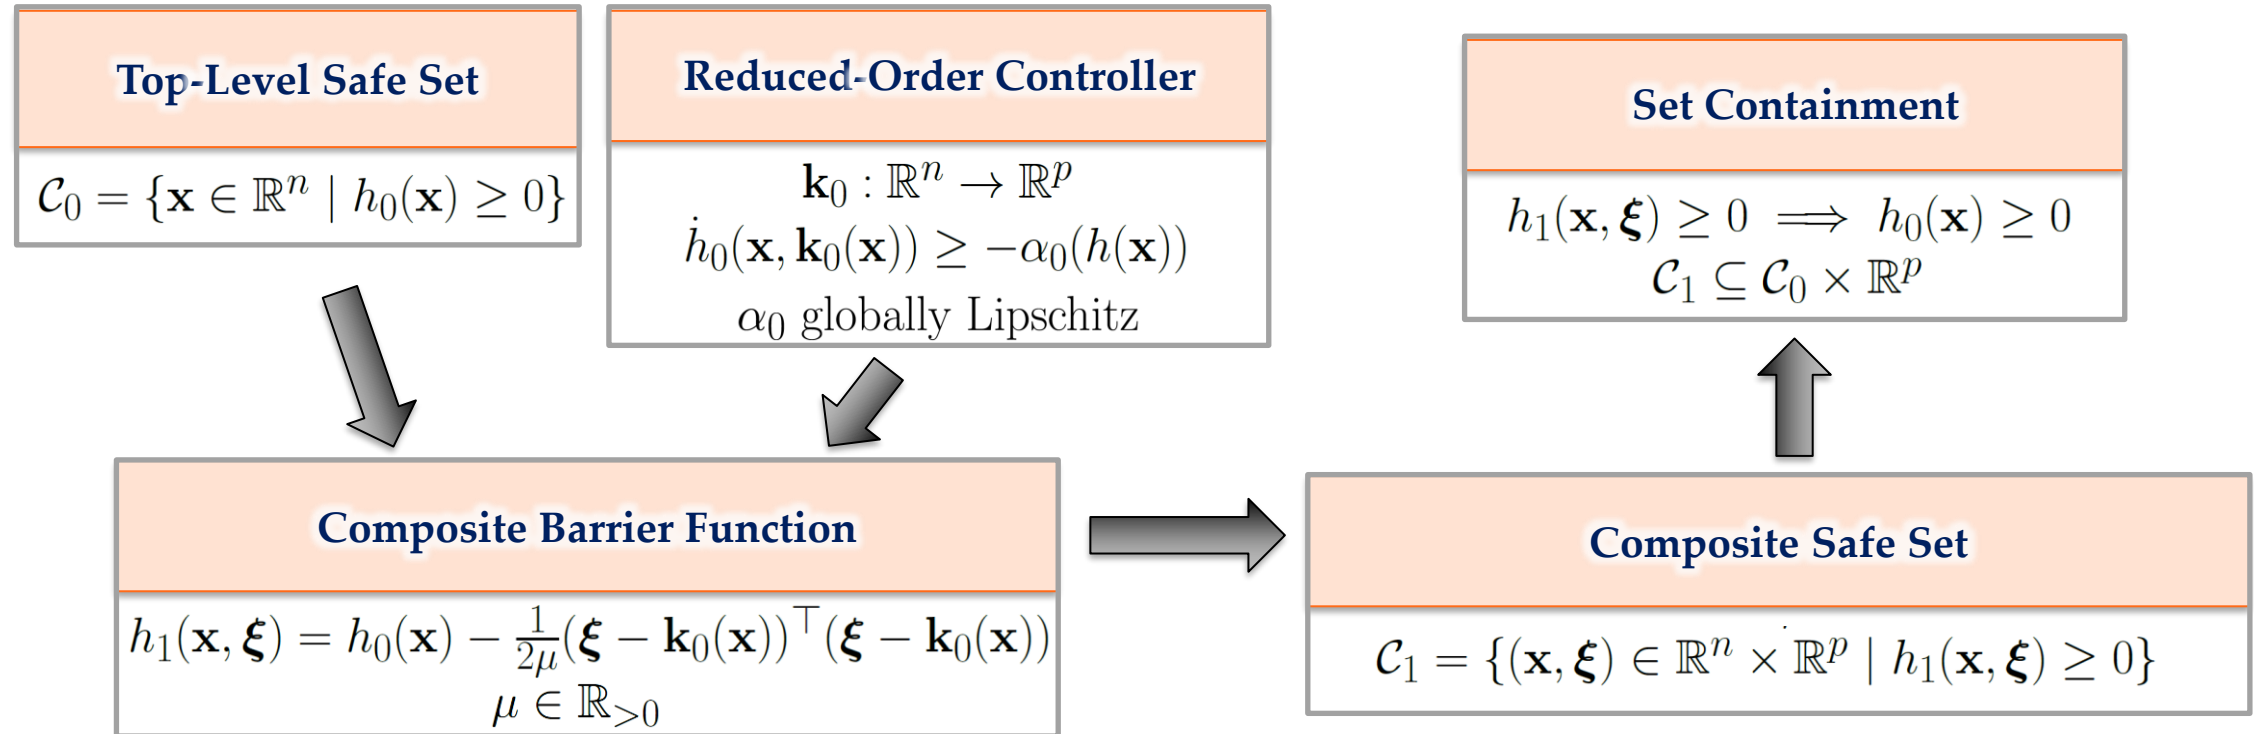 Top-Level Safe Set
𝒞₀ = {𝐱 ∈ ℝⁿ | h₀(𝐱) ≥ 0}
Reduced-Order Controller
𝐤₀ : ℝⁿ → ℝᵖ
ḣ₀(𝐱, 𝐤₀(𝐱)) ≥ −α₀(h(𝐱))
α₀ globally Lipschitz
Composite Barrier Function
h₁(𝐱, 𝛏) = h₀(𝐱) − 1/2μ (𝛏 − 𝐤₀(𝐱))^⊤(𝛏 − 𝐤₀(𝐱))
μ ∈ ℝ_{>0}
Composite Safe Set
𝒞₁ = {(𝐱, 𝛏) ∈ ℝⁿ × ℝᵖ | h₁(𝐱, 𝛏) ≥ 0}
Set Containment
h₁(𝐱, 𝛏) ≥ 0 ⟹ h₀(𝐱) ≥ 0
𝒞₁ ⊆ 𝒞₀ × ℝᵖ